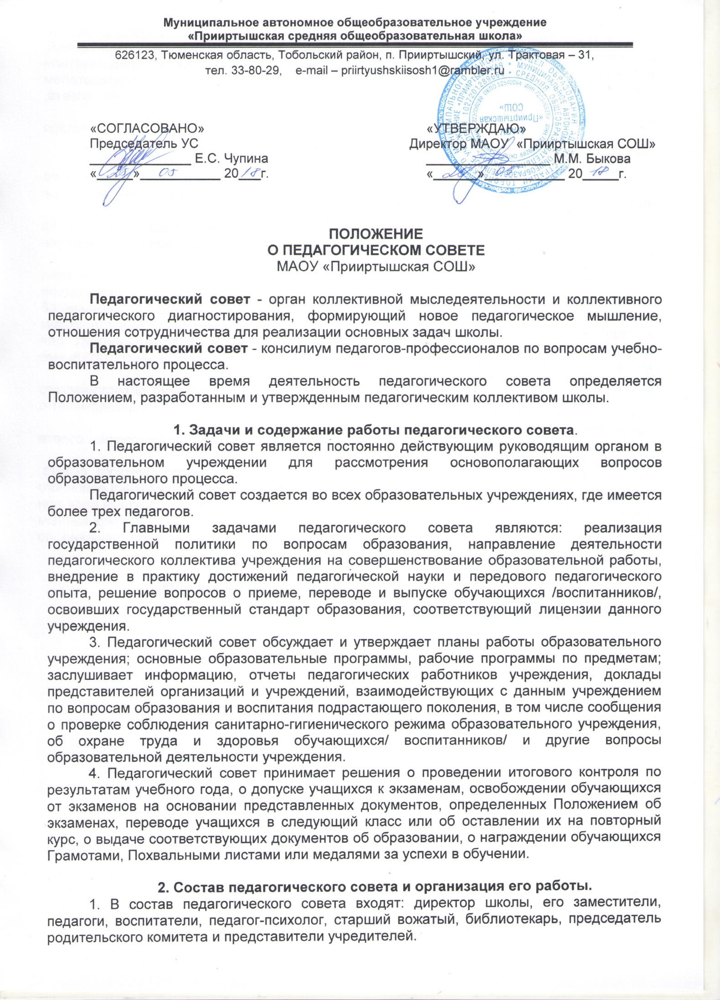 Муниципальное автономное общеобразовательное учреждение
«Прииртышская средняя общеобразовательная школа»
626123, Тюменская область, Тобольский район, п. Прииртышский, ул. Трактовая – 31,
тел. 33-80-29, e-mail – priirtyushskiisosh1@rambler.ru
«СОГЛАСОВАНО» «УТВЕРЖДАЮ»
Председатель УС Директор МАОУ «Прииртышская СОШ»
______________ Е.С. Чупина _________________ М.М. Быкова
«25» 05 2018г. « » 05 2018г.
МАОУ
«Прииртышская
СОШ»
ПОЛОЖЕНИЕ
О ПЕДАГОГИЧЕСКОМ СОВЕТЕ
МАОУ «Прииртышская СОШ»
Педагогический совет - орган коллективной мыследеятельности и коллективного
педагогического диагностирования, формирующий новое педагогическое мышление,
отношения сотрудничества для реализации основных задач школы.
Педагогический совет - консилиум педагогов-профессионалов по вопросам учебно-
воспитательного процесса.
В настоящее время деятельность педагогического совета определяется
Положением, разработанным и утвержденным педагогическим коллективом школы.
1. Задачи и содержание работы педагогического совета.
1. Педагогический совет является постоянно действующим руководящим органом в
образовательном учреждении для рассмотрения основополагающих вопросов
образовательного процесса.
Педагогический совет создается во всех образовательных учреждениях, где имеется
более трех педагогов.
2. Главными задачами педагогического совета являются: реализация
государственной политики по вопросам образования, направление деятельности
педагогического коллектива учреждения на совершенствование образовательной работы,
внедрение в практику достижений педагогической науки и передового педагогического
опыта, решение вопросов о приеме, переводе и выпуске обучающихся /воспитанников/,
освоивших государственный стандарт образования, соответствующий лицензии данного
учреждения.
3. Педагогический совет обсуждает и утверждает планы работы образовательного
учреждения; основные образовательные программы, рабочие программы по предметам;
заслушивает информацию, отчеты педагогических работников учреждения, доклады
представителей организаций и учреждений, взаимодействующих с данным учреждением
по вопросам образования и воспитания подрастающего поколения, в том числе сообщения
о проверке соблюдения санитарно-гигиенического режима образовательного учреждения,
об охране труда и здоровья обучающихся/ воспитанников/ и другие вопросы
образовательной деятельности учреждения.
4. Педагогический совет принимает решения о проведении итогового контроля по
результатам учебного года, о допуске учащихся к экзаменам, освобождении обучающихся
от экзаменов на основании представленных документов, определенных Положением об
экзаменах, переводе учащихся в следующий класс или об оставлении их на повторный
курс, о выдаче соответствующих документов об образовании, о награждении обучающихся
Грамотами, Похвальными листами или медалями за успехи в обучении.
2. Состав педагогического совета и организация его работы.
1. В состав педагогического совета входят: директор школы, его заместители,
педагоги, воспитатели, педагог-психолог, старший вожатый, библиотекарь, председатель
родительского комитета и представители учредителей.